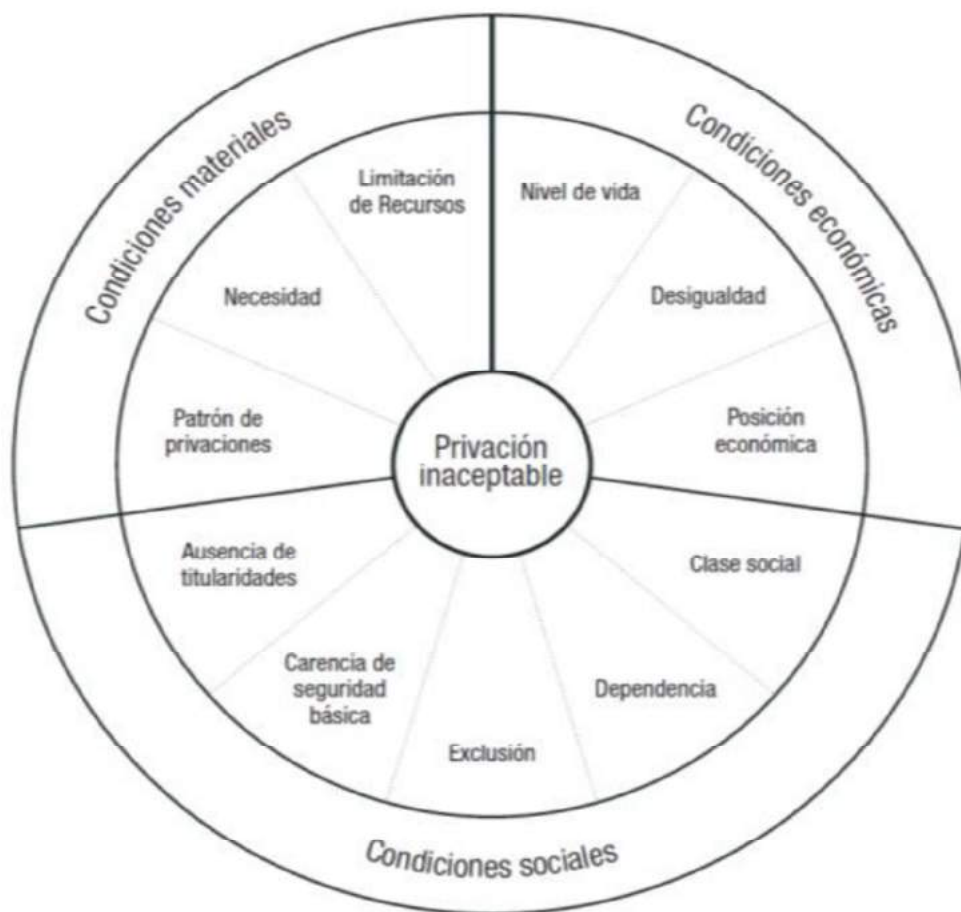 Condiciones materiales
Condiciones económicas
Limitación
de Recursos
Nivel de vida
Necesidad
Desigualdad
Patrón de
privaciones
Privación
inaceptable
Posición
económica
Ausencia de
titularidades
Clase social
Carencia de
seguridad
básica
Dependencia
Exclusión
Condiciones sociales